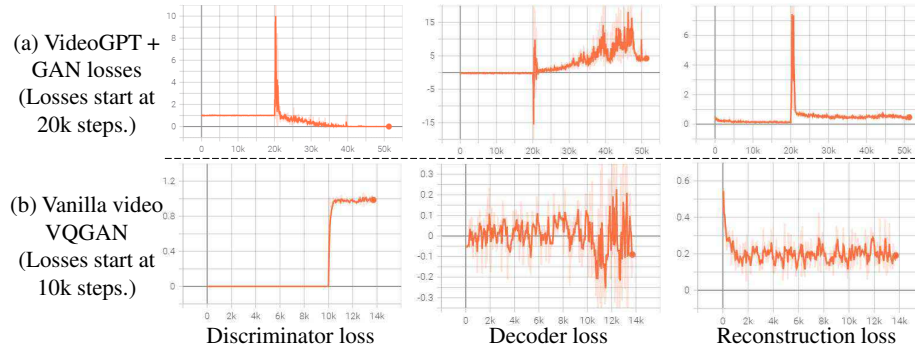 (a) VideoGPT +
GAN losses
(Losses start at
20k steps.)
10
8
6
4
2
0
0 10k 20k 30k 40k 50k
15
5
-5
-15
0 10k 20k 30k 40k 50k
6
4
2
0
0 10k 20k 30k 40k 50k
(b) Vanilla video
VQGAN
(Losses start at
10k steps.)
1.2
0.8
0.4
0
0k 2k 4k 6k 8k 10k 12k 14k
0.3
0.2
0.1
0
-0.1
-0.2
-0.3
0 2k 4k 6k 8k 10k 12k 14k
0.6
0.4
0.2
0
0k 2k 4k 6k 8k 10k 12k 14k
Discriminator loss
Decoder loss
Reconstruction loss